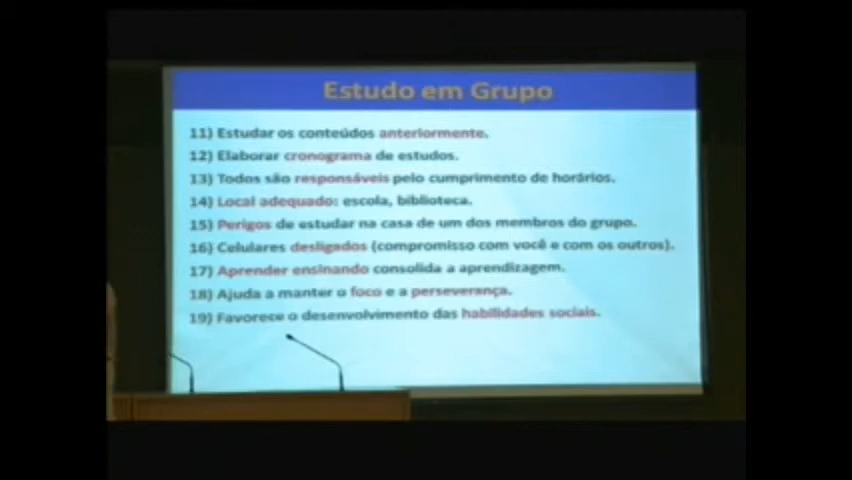 Estudo em Grupo
11) Estudar os conteúdos anteriormente.
12) Elaborar cronograma de estudos.
13) Todos são responsáveis pelo cumprimento de horários.
14) Local adequado: escola, biblioteca.
15) Perigos de estudar na casa de um dos membros do grupo.
16) Celulares desligados (compromisso com você e com os outros).
17) Aprender ensinando consolida a aprendizagem.
18) Ajuda a manter o foco e a perseverança.
19) Favorece o desenvolvimento das habilidades sociais.